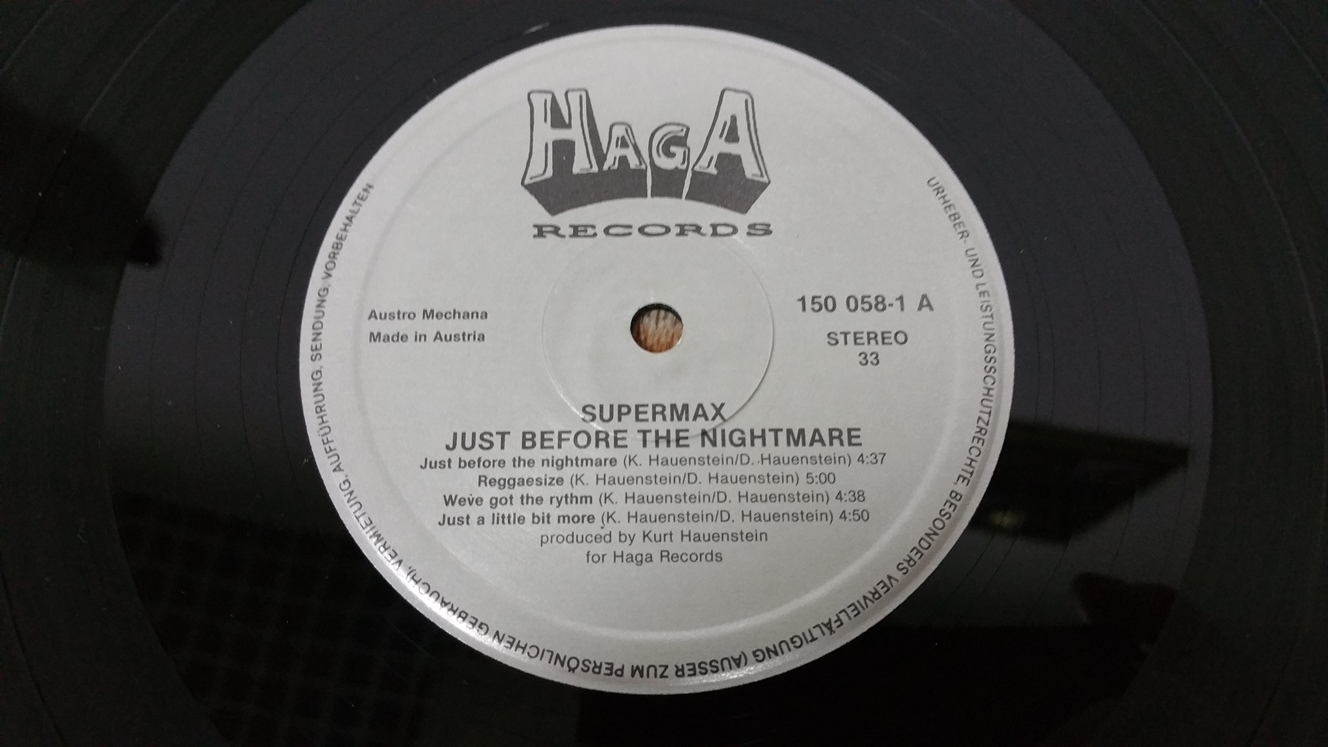 HAGA
RECORDS
Austro Mechana
Made in Austria
150 058-1 A
STEREO
33
SUPERMAX
JUST BEFORE THE NIGHTMARE
Just before the nightmare (K. Hauenstein/D. Hauenstein) 4:37
Reggaesize (K. Hauenstein/D. Hauenstein) 5:00
We've got the rythm (K. Hauenstein/D. Hauenstein) 4:38
Just a little bit more (K. Hauenstein/D. Hauenstein) 4:50
produced by Kurt Hauenstein
for Haga Records
URHEBER- UND LEISTUNGSSCHUTZRECHTE BESONDERS VERVIELFÄLTIGUNG (AUSSER ZUM PERSÖNLICHEN GEBRAUCH), VERMIETUNG, AUFFÜHRUNG, SENDUNG, VORBEHALTEN